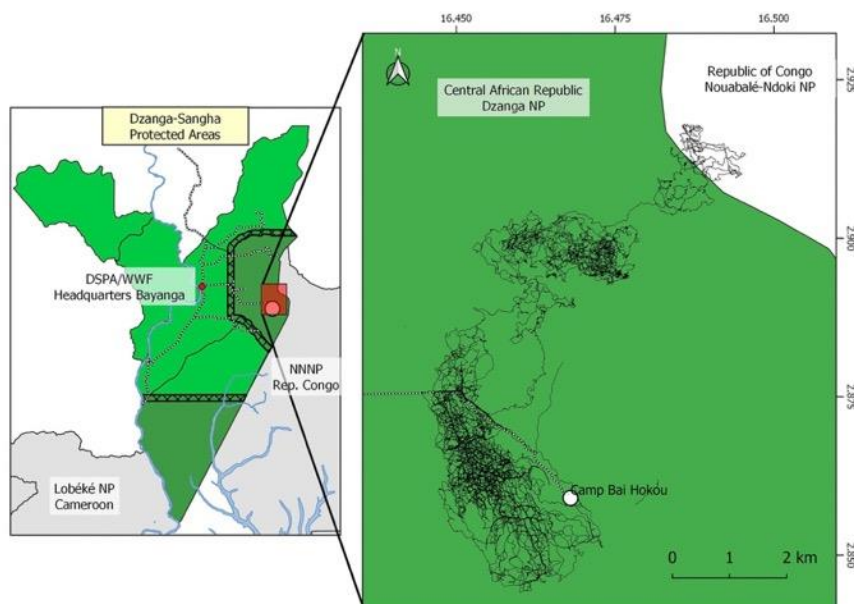 16.450
16.475
16.500
N
Central African Republic
Dzanga NP
Republic of Congo
Nouabalé-Ndoki NP
2.925
Dzanga-Sangha
Protected Areas
2.900
DSPA/WWF
Headquarters Bayanga
NNNP
Rep. Congo
2.875
Lobéké NP
Cameroon
Camp Bai Hokou
0 1 2 km
2.850